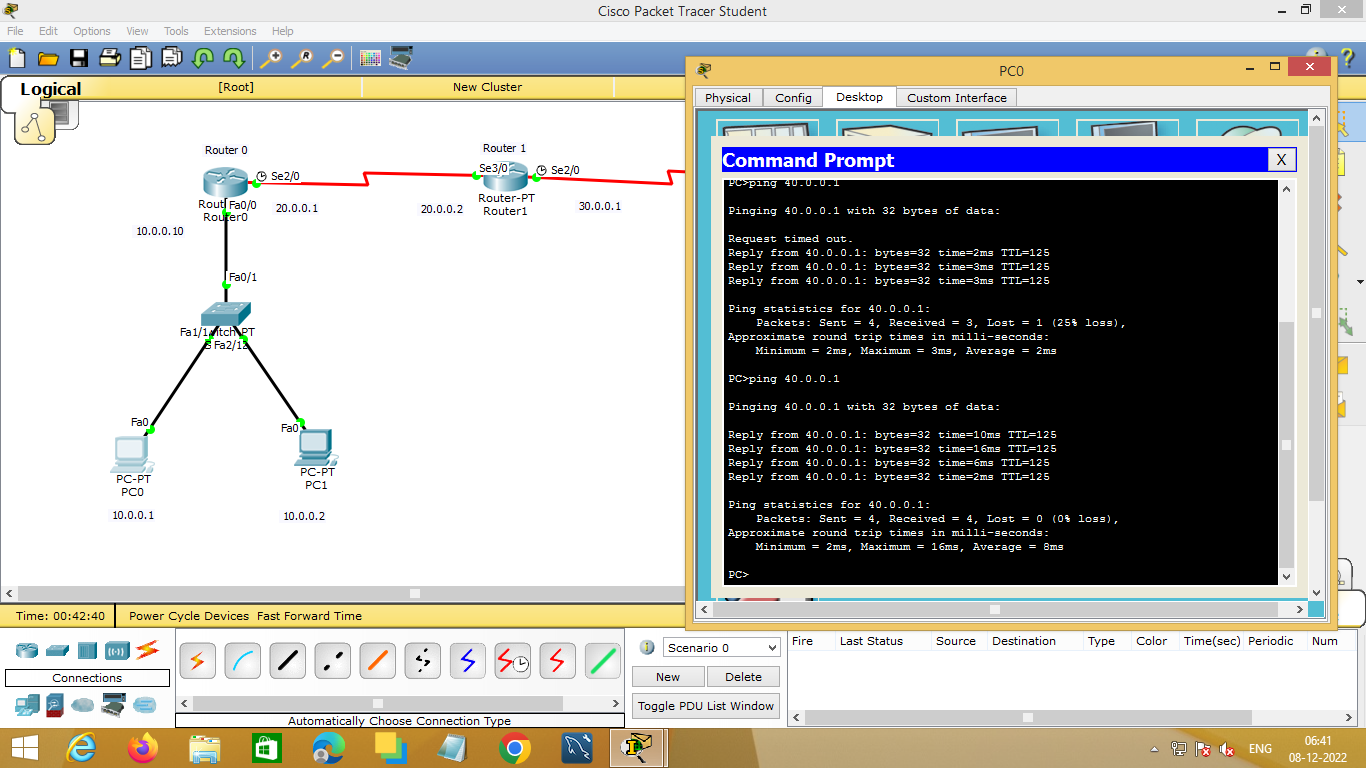 Cisco Packet Tracer Student
File Edit Options View Tools Extensions Help
Logical
[Root]
New Cluster
Router 0
Se2/0
Fa0/0
Router0
20.0.0.1
10.0.0.10
Router 1
Se3/0
Se2/0
Router-PT
Router1
20.0.0.2
30.0.0.1
Fa0/1
Fa1/1
Fa2/1
Fa0
PC-PT
PC0
10.0.0.1
Fa0
PC-PT
PC1
10.0.0.2
PC0
Physical Config Desktop Custom Interface
Command Prompt
X
PC>ping 40.0.0.1
Pinging 40.0.0.1 with 32 bytes of data:
Request timed out.
Reply from 40.0.0.1: bytes=32 time=2ms TTL=125
Reply from 40.0.0.1: bytes=32 time=3ms TTL=125
Reply from 40.0.0.1: bytes=32 time=3ms TTL=125
Ping statistics for 40.0.0.1:
Packets: Sent = 4, Received = 3, Lost = 1 (25% loss),
Approximate round trip times in milli-seconds:
Minimum = 2ms, Maximum = 3ms, Average = 2ms
PC>ping 40.0.0.1
Pinging 40.0.0.1 with 32 bytes of data:
Reply from 40.0.0.1: bytes=32 time=10ms TTL=125
Reply from 40.0.0.1: bytes=32 time=16ms TTL=125
Reply from 40.0.0.1: bytes=32 time=6ms TTL=125
Reply from 40.0.0.1: bytes=32 time=2ms TTL=125
Ping statistics for 40.0.0.1:
Packets: Sent = 4, Received = 4, Lost = 0 (0% loss),
Approximate round trip times in milli-seconds:
Minimum = 2ms, Maximum = 16ms, Average = 8ms
PC>
Time: 00:42:40
Power Cycle Devices Fast Forward Time
Connections
Automatically Choose Connection Type
Scenario 0
New
Delete
Toggle PDU List Window
Fire Last Status Source Destination Type Color Time(sec) Periodic Num
ENG
06:41
08-12-2022